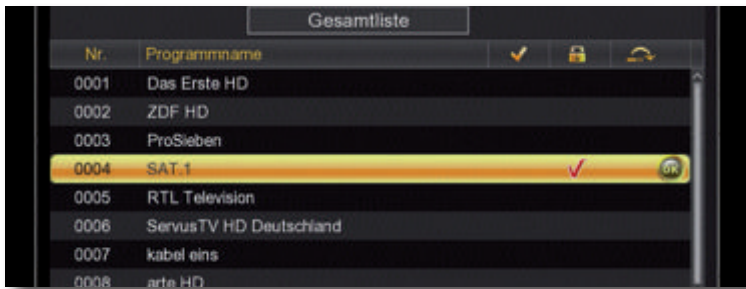 Gesamtliste
Nr. Programmname
0001 Das Erste HD
0002 ZDF HD
0003 ProSieben
0004 SAT.1 OK
0005 RTL Television
0006 ServusTV HD Deutschland
0007 kabel eins
0008 arte HD